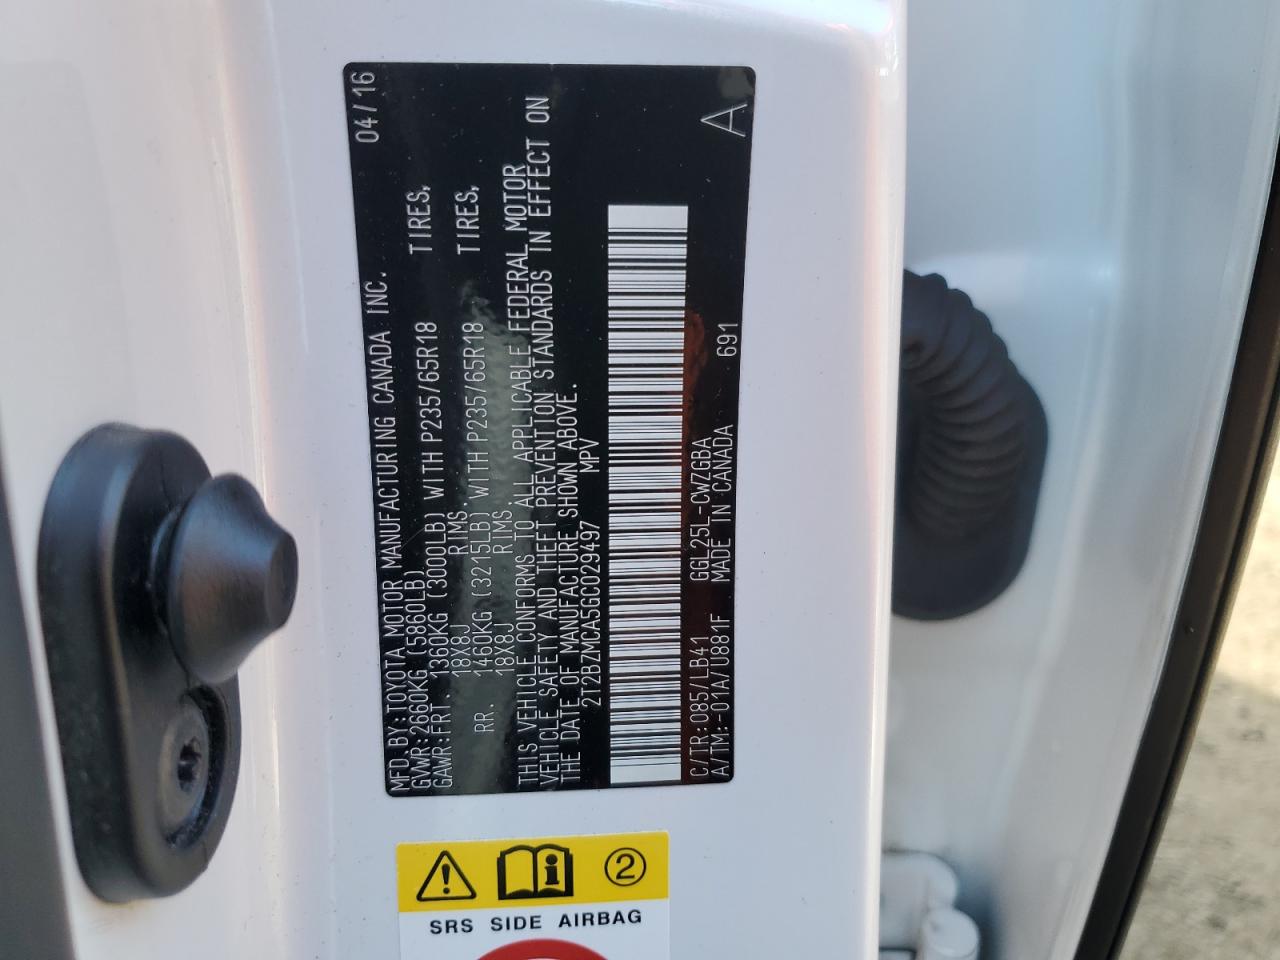 MFD. BY:TOYOTA MOTOR MANUFACTURING CANADA INC. 04/16
GVWR:2660KG (5860LB)
GAWR:FRT. 1360KG (3000LB) WITH P235/65R18 TIRES,
18X8J RIMS.
RR. 1460KG (3215LB) WITH P235/65R18 TIRES,
18X8J RIMS
THIS VEHICLE CONFORMS TO ALL APPLICABLE FEDERAL MOTOR
VEHICLE SAFETY AND THEFT PREVENTION STANDARDS IN EFFECT ON
THE DATE OF MANUFACTURE SHOWN ABOVE.
2T2BZMCA5GC029497 MPV
C/TR:085/LB41 GGL25L-CWZGBA
A/TM:-01A/U881F MADE IN CANADA 691 A
2
SRS SIDE AIRBAG